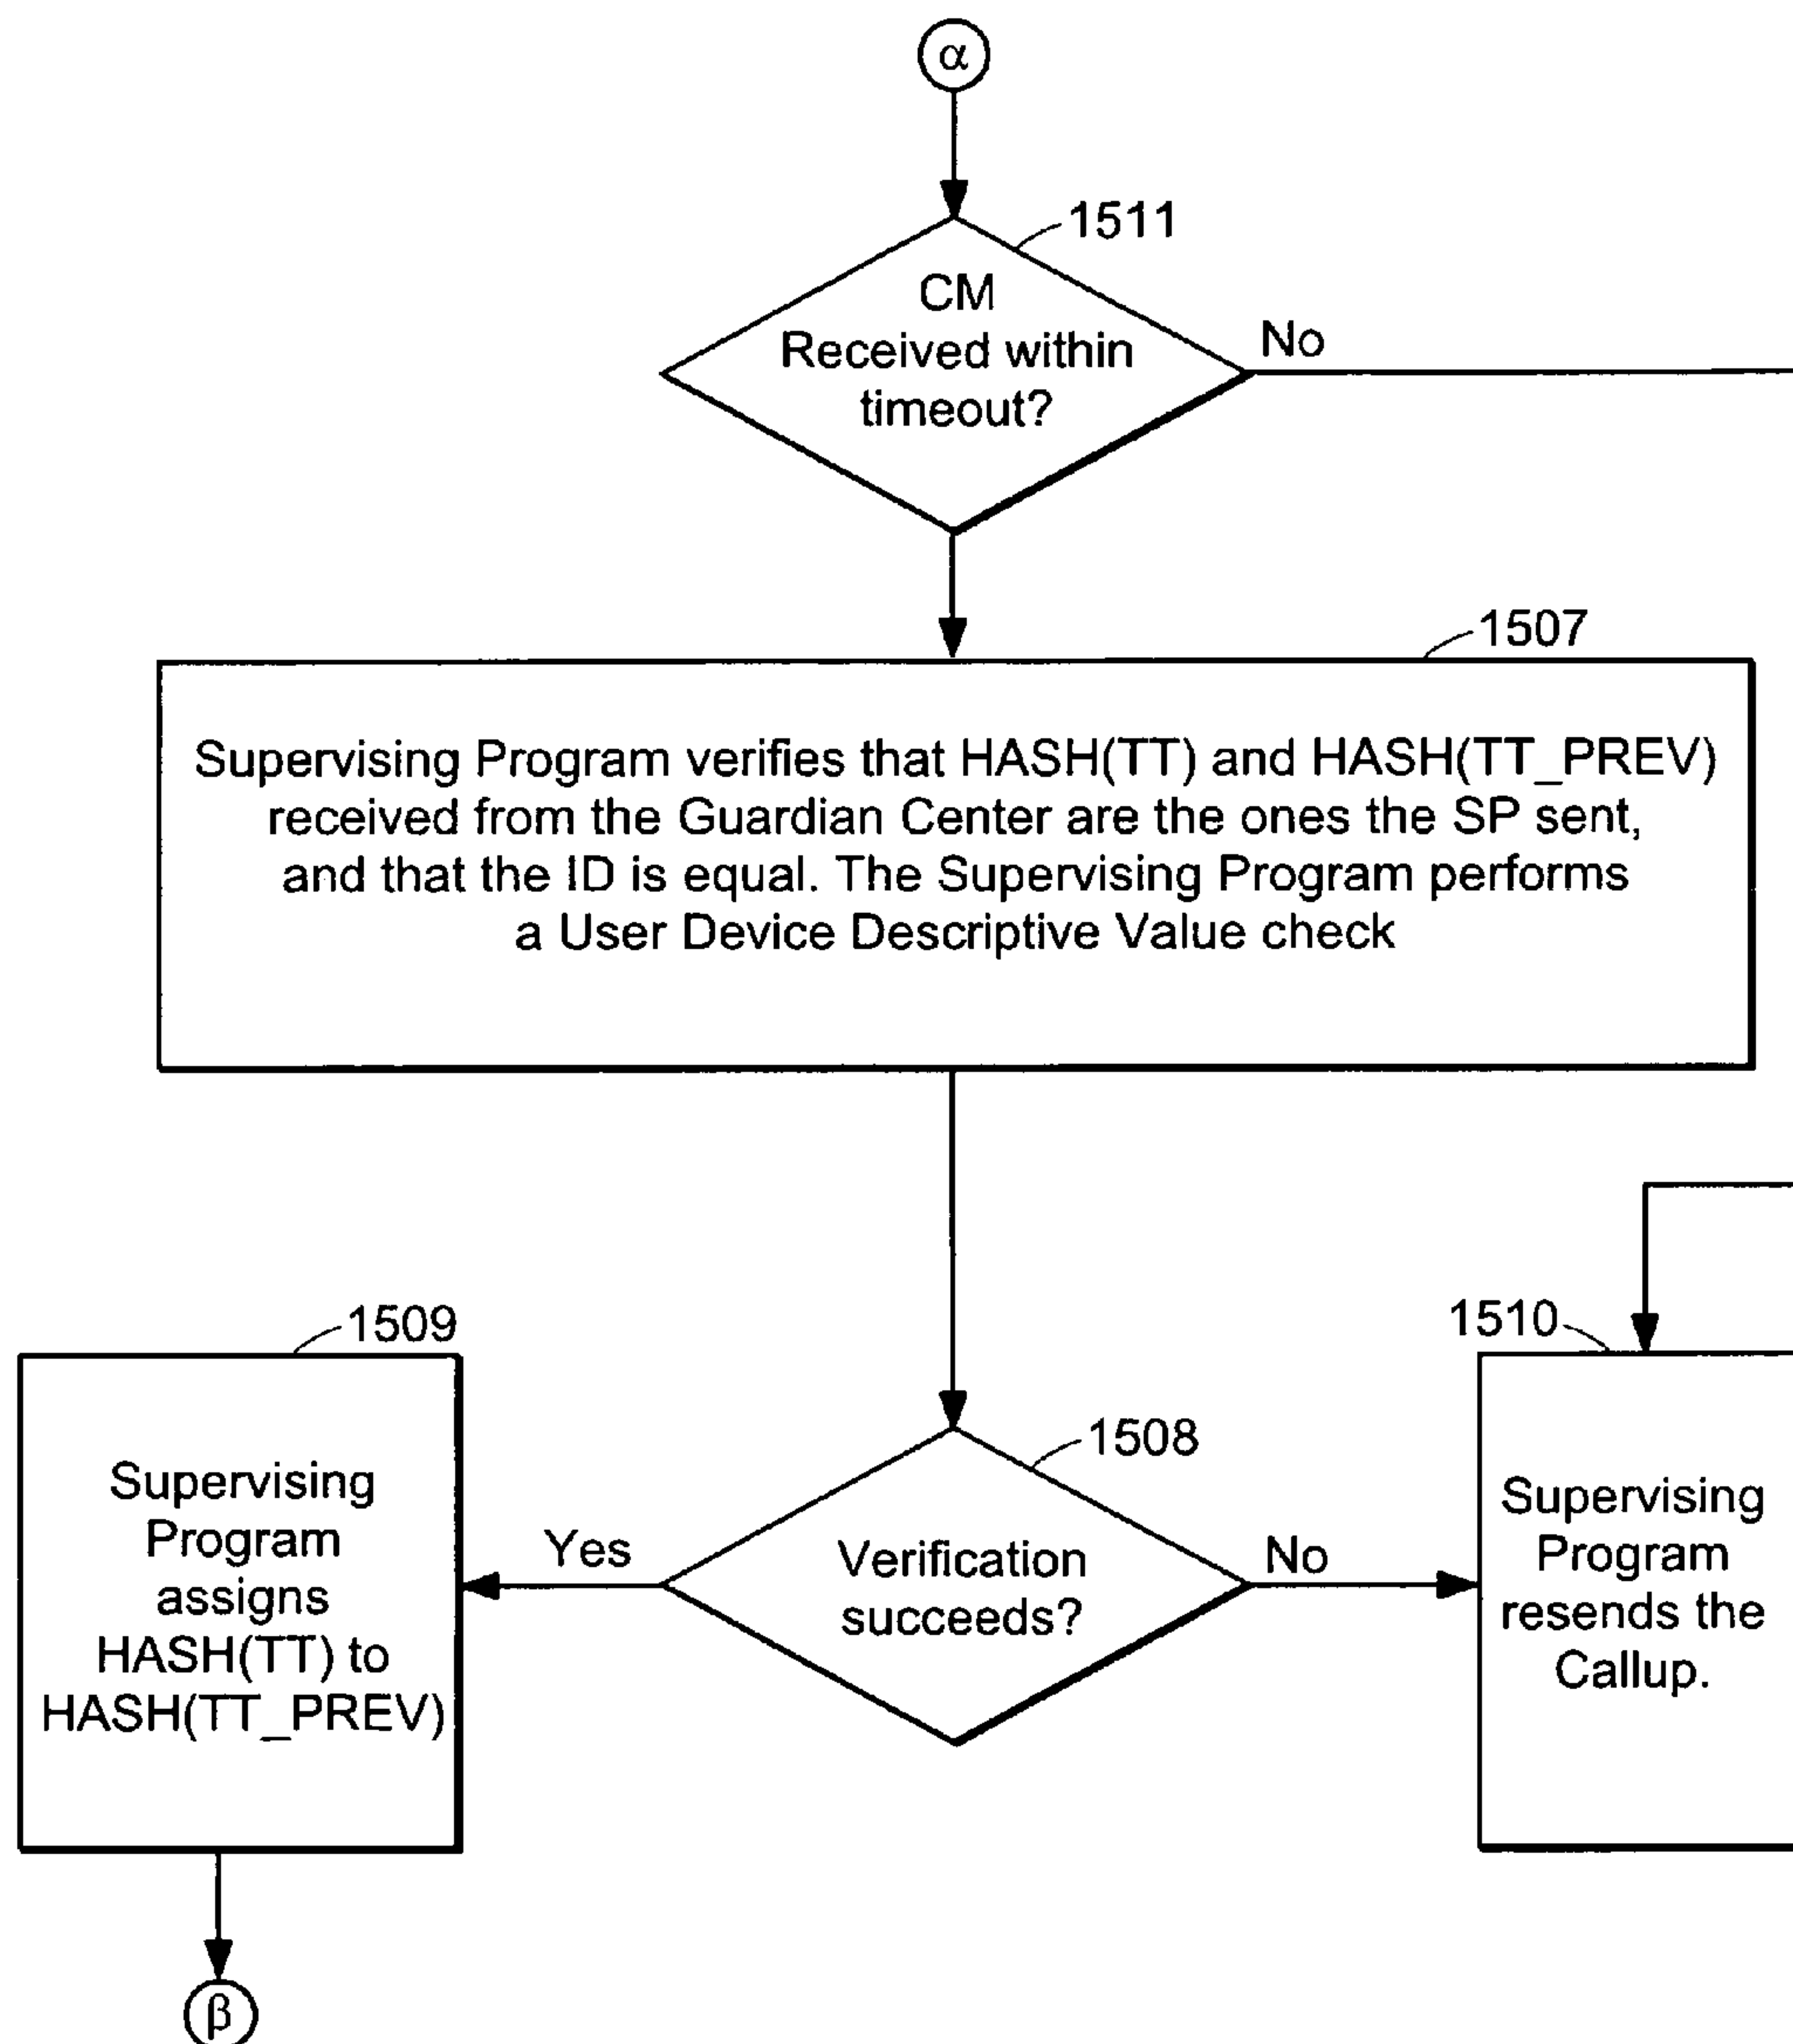 α
1511
CM
Received within
timeout?
No
1507
Supervising Program verifies that HASH(TT) and HASH(TT_PREV)
received from the Guardian Center are the ones the SP sent,
and that the ID is equal. The Supervising Program performs
a User Device Descriptive Value check
1509
Supervising
Program
assigns
HASH(TT) to
HASH(TT_PREV)
Yes
1508
Verification
succeeds?
No
1510
Supervising
Program
resends the
Callup.
β